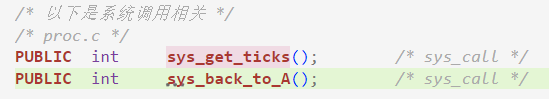 /* 以下是系统调用相关 */
/* proc.c */
PUBLIC int sys_get_ticks(); /* sys_call */
PUBLIC int sys_back_to_A(); /* sys_call */